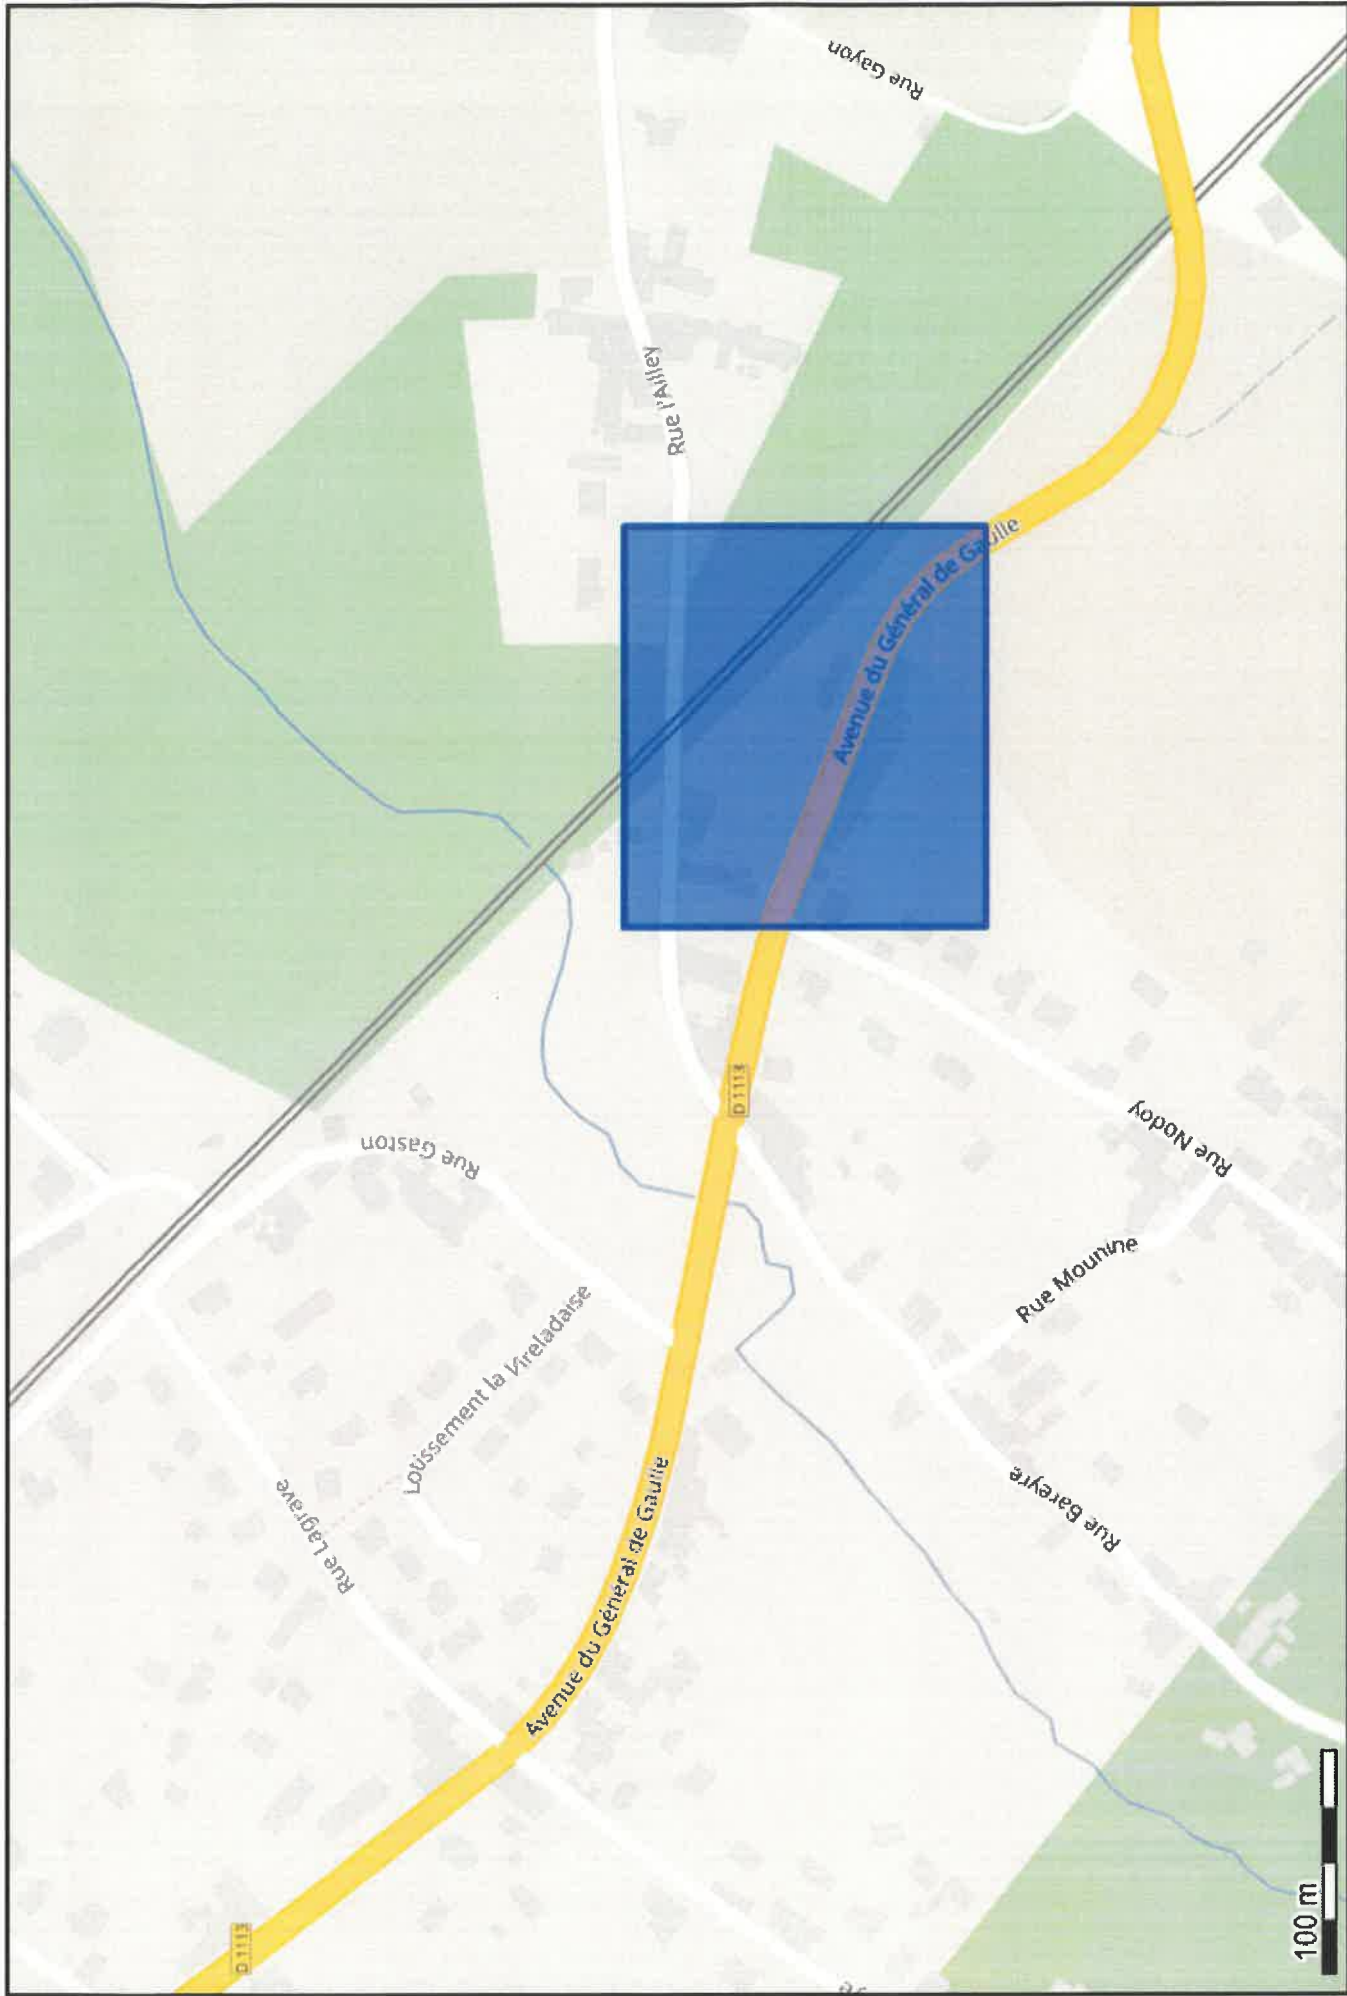 D 1113
Avenue du Général de Gaulle
Rue Lagrave
Lotissement la Vireladaise
Rue Gaston
D 1113
Rue Bareyre
Rue Mounine
Rue Nodoy
Avenue du Général de Gaulle
Rue l'Ailley
Rue Gayon
100 m